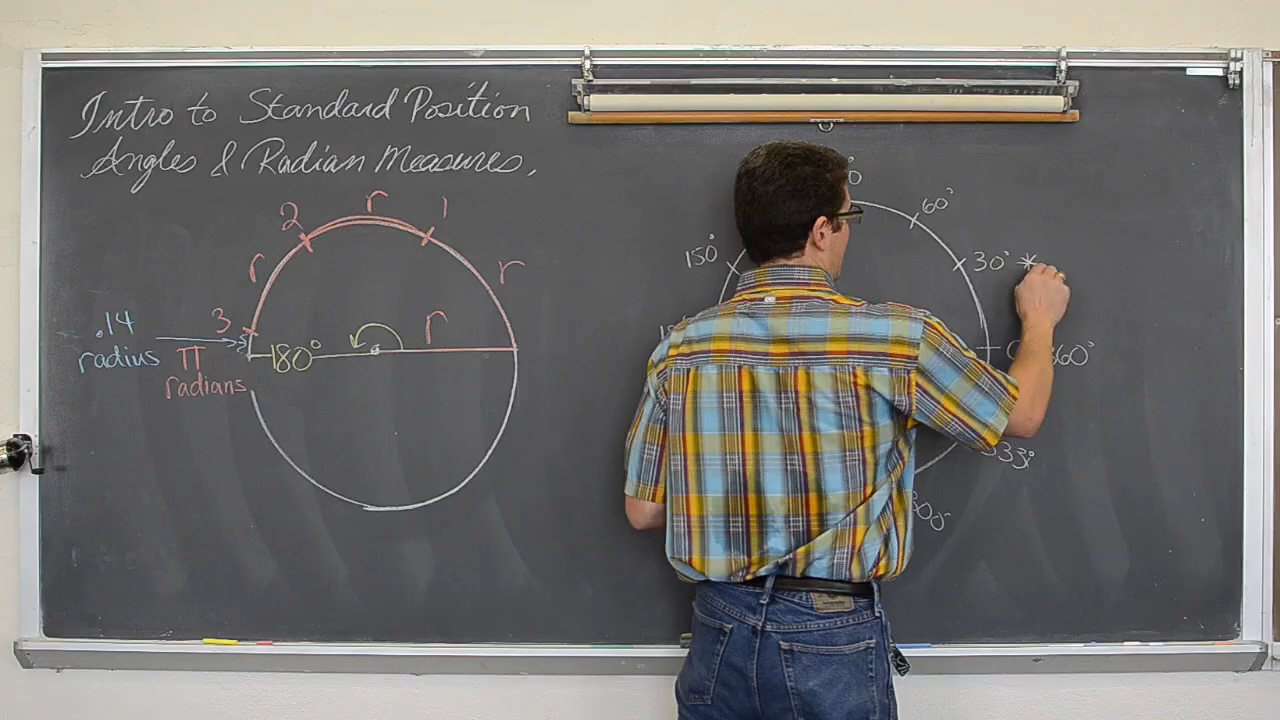 Intro to Standard Position
Angles & Radian Measures.
r
2
1
r
r
3
r
.14
radius
π
radians
180°
60°
150°
30° *
360°
333°
300°